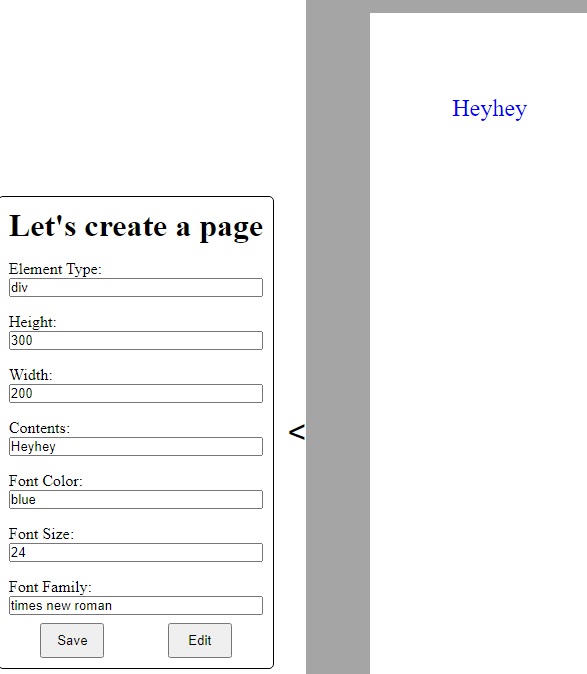 Heyhey
Let's create a page
Element Type:
div
Height:
300
Width:
200
Contents:
Heyhey
<
Font Color:
blue
Font Size:
24
Font Family:
times new roman
Save
Edit